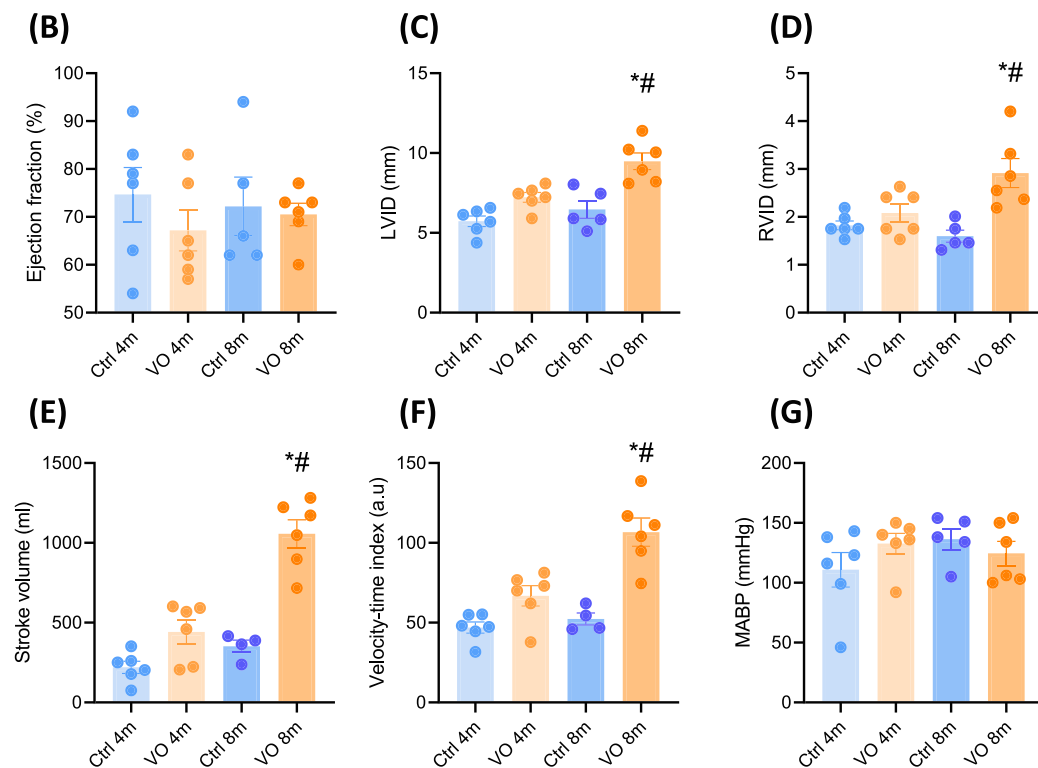 (B)
Ejection fraction (%)
100
90
80
70
60
50
Ctrl 4m
VO 4m
Ctrl 8m
VO 8m
(C)
LVID (mm)
15
10
5
0
*#
Ctrl 4m
VO 4m
Ctrl 8m
VO 8m
(D)
RVID (mm)
5
4
3
2
1
0
*#
Ctrl 4m
VO 4m
Ctrl 8m
VO 8m
(E)
Stroke volume (ml)
1500
1000
500
0
*#
Ctrl 4m
VO 4m
Ctrl 8m
VO 8m
(F)
Velocity-time index (a.u)
150
100
50
0
*#
Ctrl 4m
VO 4m
Ctrl 8m
VO 8m
(G)
MABP (mmHg)
200
150
100
50
0
Ctrl 4m
VO 4m
Ctrl 8m
VO 8m